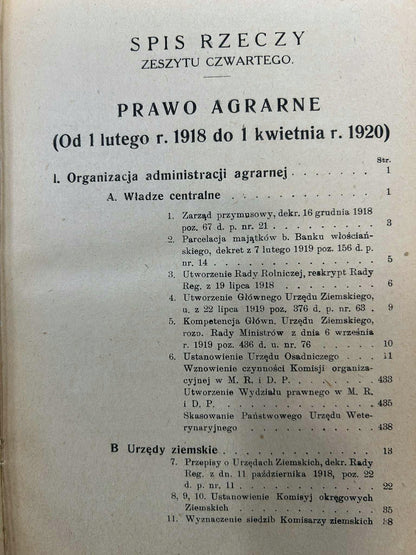 SPIS RZECZY
ZESZYTU CZWARTEGO.
PRAWO AGRARNE
(Od 1 lutego r. 1918 do 1 kwietnia r. 1920)
Str.
I. Organizacja administracji agrarnej . . . . . . . 1
A. Władze centralne . . . . . . . . . . . . 1
1. Zarząd przymusowy, dekr. 16 grudnia 1918
poz. 67 d. p. nr. 21 . . . . . . . . . 3
2. Parcelacja majątków b. Banku włościań-
skiego, dekret z 7 lutego 1919 poz. 156 d. p.
nr. 14 . . . . . . . . . . . . . . . 5
3. Utworzenie Rady Rolniczej, reskrypt Rady
Reg. z 19 lipca 1918 . . . . . . . . . 6
4. Utworzenie Głównego Urzędu Ziemskiego,
u. z 22 lipca 1919 poz. 376 d. p. nr. 63 . 9
5. Kompetencja Główn. Urzędn Ziemskiego,
rozo. Rady Ministrów z dnia 6 września
r. 1919 poz. 436 d. u. nr. 76 . . . . . 10
6. Ustanowienie Urzędu Osadniczego . . . 11
Wznowienie czynności Komisji organiza-
cyjnej w M. R. i D. P. . . . . . . . . 433
Utworzenie Wydziału prawnego w M. R.
i D. P. . . . . . . . . . . . . . . . 435
Skasowanie Państwowego Urzędu Wete-
rynaryjnego . . . . . . . . . . . . . 438
B Urzędy ziemskie . . . . . . . . . . . . 13
7. Przepisy o Urzędach Ziemskich, dekr. Rady
Reg. z dn. 11 października 1918, poz. 22
d. p. nr. 11 . . . . . . . . . . . . . 22
8, 9, 10. Ustanowienie Komisyj okręgowych
Ziemskich . . . . . . . . . . . . . . 35
11. Wyznaczenie siedzib Komisarzy ziemskich 38